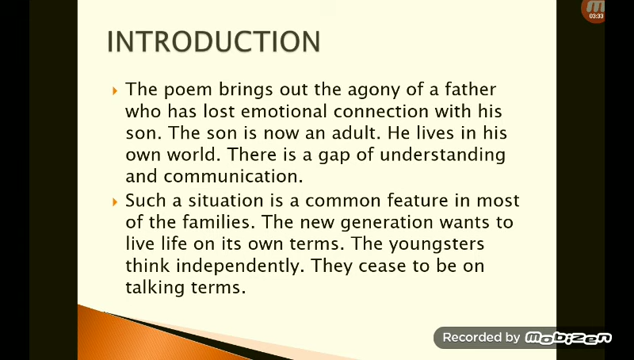 03:33
INTRODUCTION
The poem brings out the agony of a father
who has lost emotional connection with his
son. The son is now an adult. He lives in his
own world. There is a gap of understanding
and communication.
Such a situation is a common feature in most
of the families. The new generation wants to
live life on its own terms. The youngsters
think independently. They cease to be on
talking terms.
Recorded by Mobizen